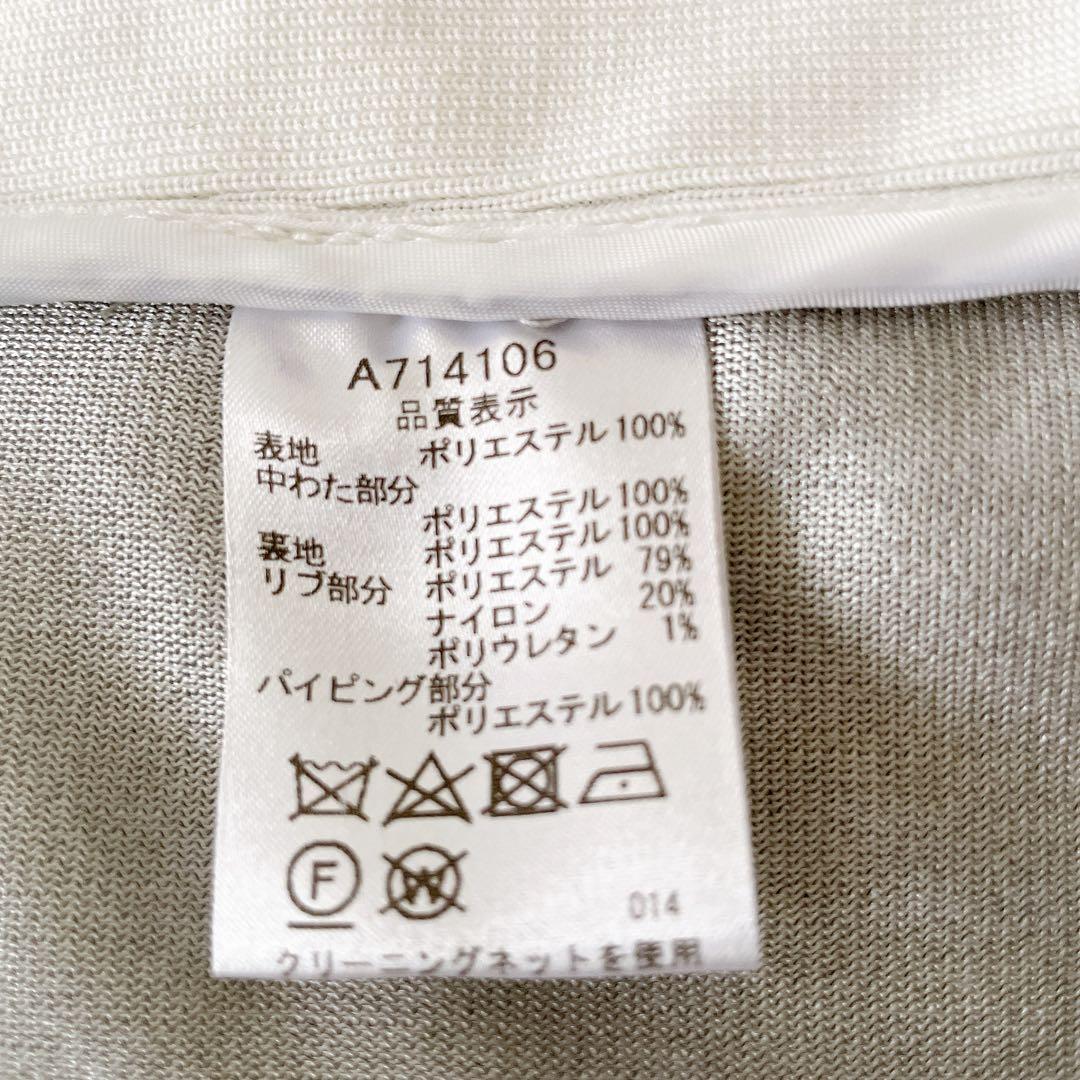 A714106
品質表示
表地 ポリエステル 100%
中わた部分
ポリエステル 100%
裏地 ポリエステル 100%
リブ部分 ポリエステル 79%
ナイロン 20%
ポリウレタン 1%
パイピング部分
ポリエステル 100%
F W
014
クリーニングネットを使用